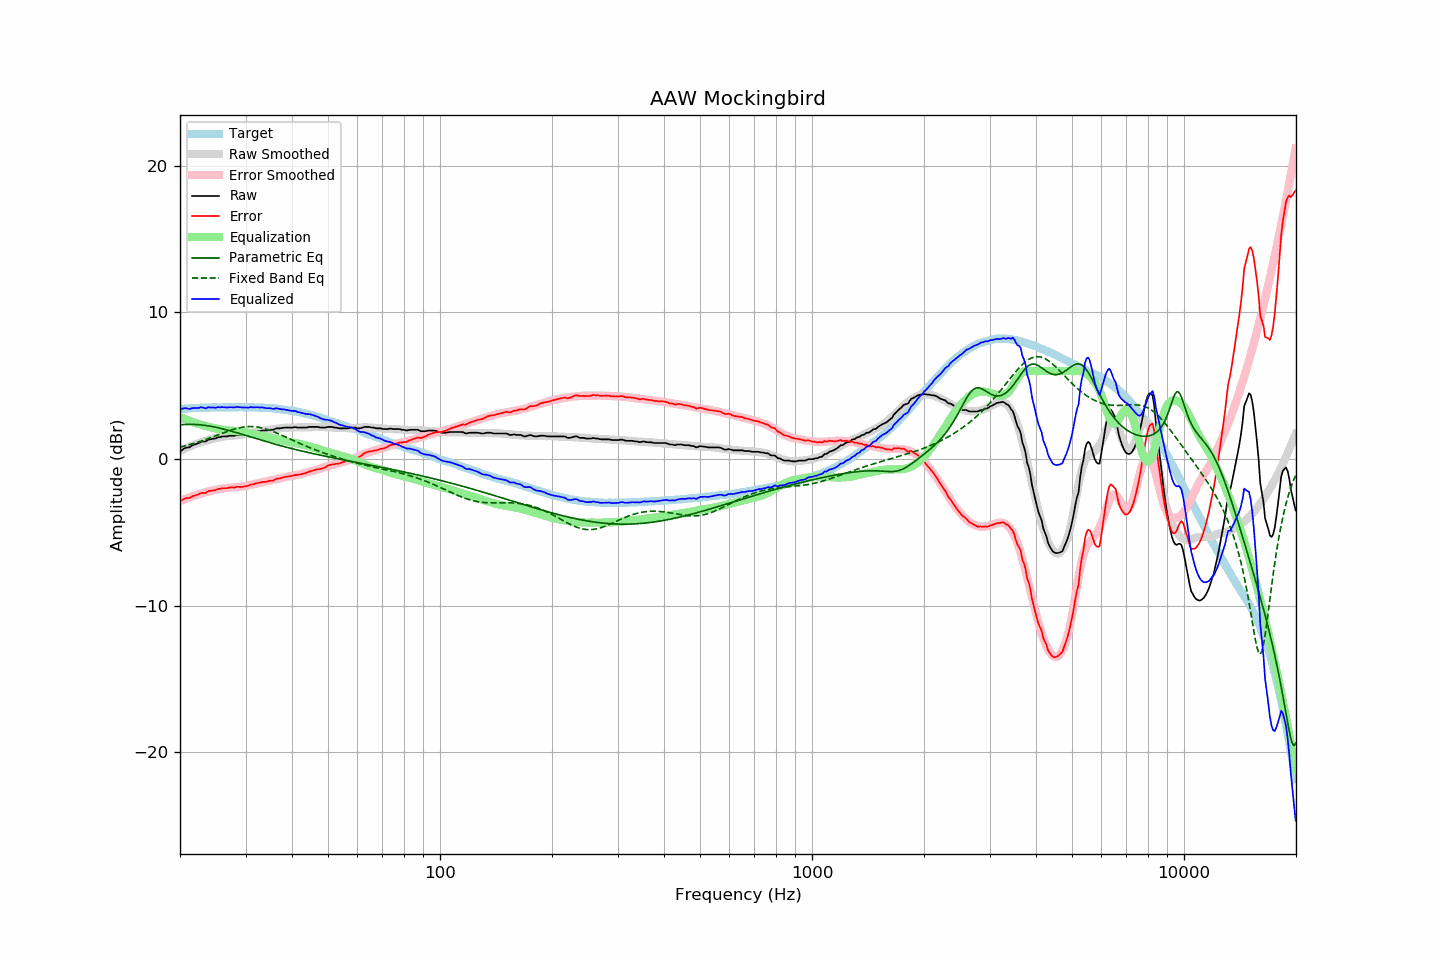 AAW Mockingbird
Target
Raw Smoothed
Error Smoothed
Raw
Error
Equalization
Parametric Eq
Fixed Band Eq
Equalized
20
10
0
−10
−20
Amplitude (dBr)
100
1000
10000
Frequency (Hz)